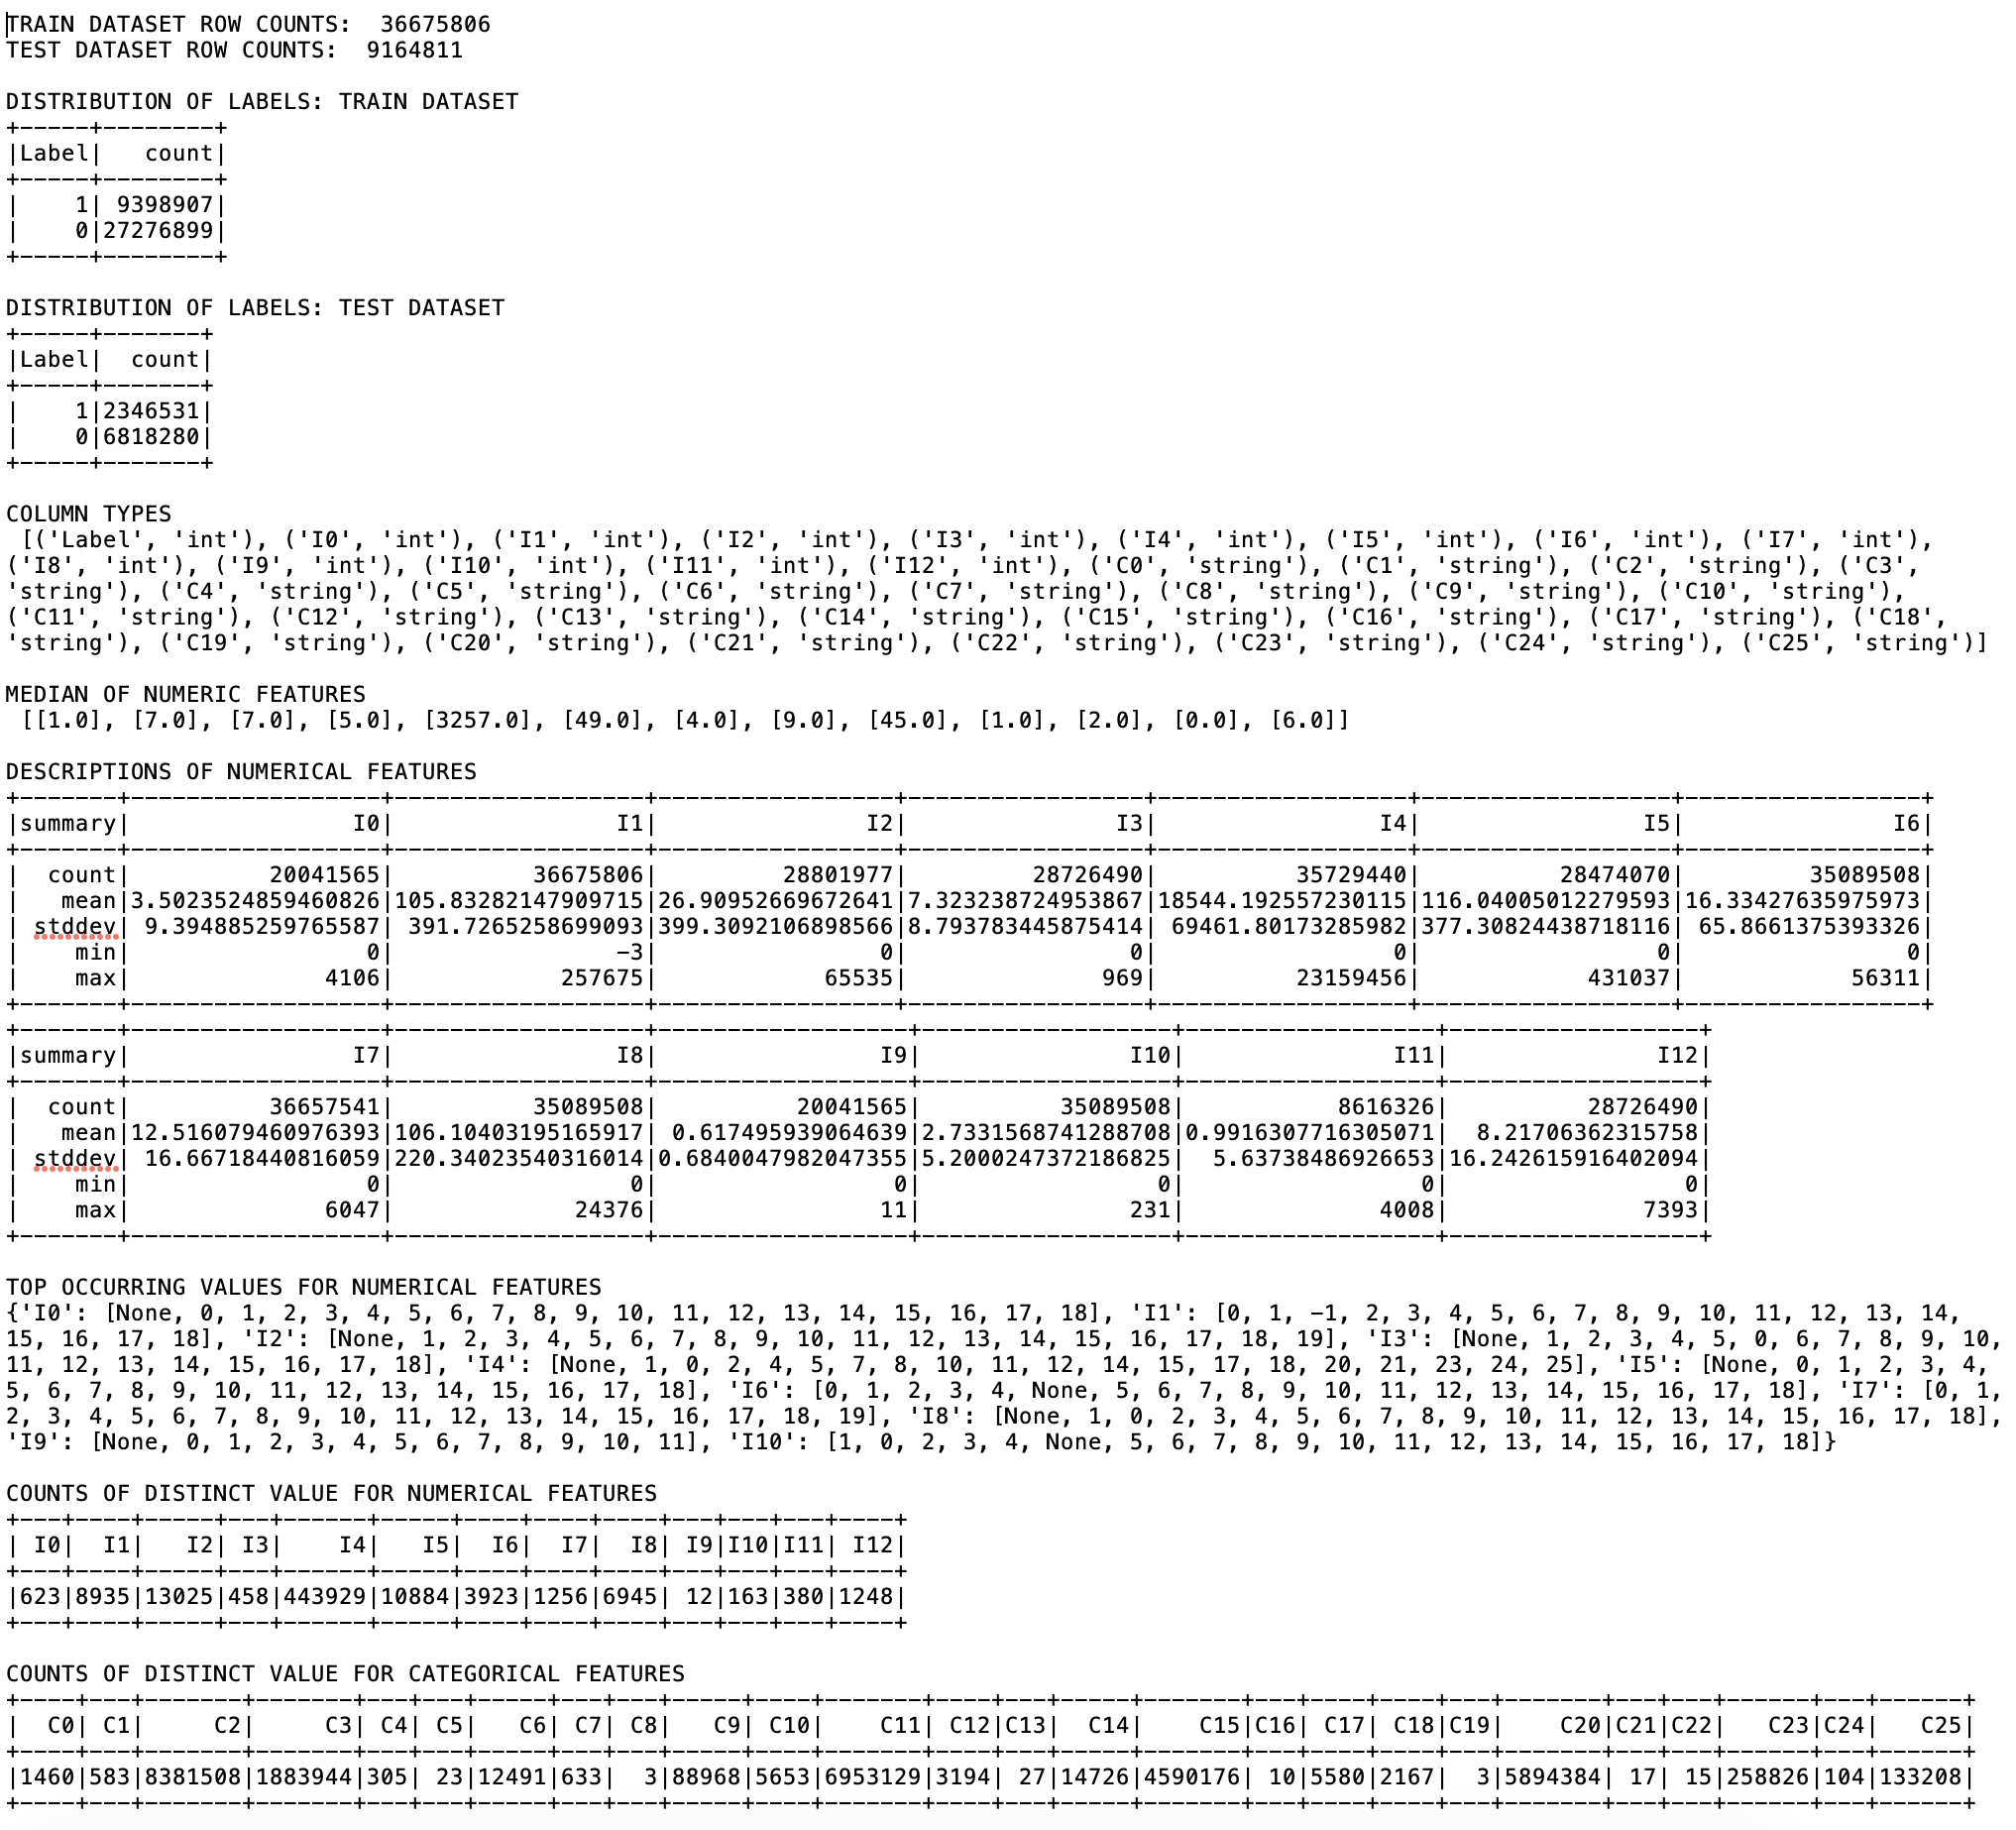 TRAIN DATASET ROW COUNTS:  36675806
TEST DATASET ROW COUNTS:  9164811

DISTRIBUTION OF LABELS: TRAIN DATASET
+-----+--------+
|Label|   count|
+-----+--------+
|    1| 9398907|
|    0|27276899|
+-----+--------+

DISTRIBUTION OF LABELS: TEST DATASET
+-----+-------+
|Label|  count|
+-----+-------+
|    1|2346531|
|    0|6818280|
+-----+-------+

COLUMN TYPES
 [('Label', 'int'), ('I0', 'int'), ('I1', 'int'), ('I2', 'int'), ('I3', 'int'), ('I4', 'int'), ('I5', 'int'), ('I6', 'int'), ('I7', 'int'),
('I8', 'int'), ('I9', 'int'), ('I10', 'int'), ('I11', 'int'), ('I12', 'int'), ('C0', 'string'), ('C1', 'string'), ('C2', 'string'), ('C3',
'string'), ('C4', 'string'), ('C5', 'string'), ('C6', 'string'), ('C7', 'string'), ('C8', 'string'), ('C9', 'string'), ('C10', 'string'),
('C11', 'string'), ('C12', 'string'), ('C13', 'string'), ('C14', 'string'), ('C15', 'string'), ('C16', 'string'), ('C17', 'string'), ('C18',
'string'), ('C19', 'string'), ('C20', 'string'), ('C21', 'string'), ('C22', 'string'), ('C23', 'string'), ('C24', 'string'), ('C25', 'string')]

MEDIAN OF NUMERIC FEATURES
 [[1.0], [7.0], [7.0], [5.0], [3257.0], [49.0], [4.0], [9.0], [45.0], [1.0], [2.0], [0.0], [6.0]]

DESCRIPTIONS OF NUMERICAL FEATURES
+-------+------------------+------------------+-----------------+-----------------+------------------+------------------+-----------------+
|summary|                I0|                I1|               I2|               I3|                I4|                I5|               I6|
+-------+------------------+------------------+-----------------+-----------------+------------------+------------------+-----------------+
|  count|          20041565|          36675806|         28801977|         28726490|          35729440|          28474070|         35089508|
|   mean|3.5023524859460826|105.83282147909715|26.90952669672641|7.323238724953867|18544.192557230115|116.04005012279593|16.33427635975973|
| stddev| 9.394885259765587| 391.7265258699093|399.3092106898566|8.793783445875414| 69461.80173285982|377.30824438718116| 65.8661375393326|
|    min|                 0|                -3|                0|                0|                 0|                 0|                0|
|    max|              4106|            257675|            65535|              969|          23159456|            431037|            56311|
+-------+------------------+------------------+-----------------+-----------------+------------------+------------------+-----------------+
+-------+------------------+------------------+------------------+------------------+------------------+------------------+
|summary|                I7|                I8|                I9|               I10|               I11|               I12|
+-------+------------------+------------------+------------------+------------------+------------------+------------------+
|  count|          36657541|          35089508|          20041565|          35089508|           8616326|          28726490|
|   mean|12.516079460976393|106.10403195165917| 0.617495939064639|2.7331568741288708|0.9916307716305071|  8.21706362315758|
| stddev| 16.66718440816059|220.34023540316014|0.6840047982047355|5.2000247372186825|  5.63738486926653|16.242615916402094|
|    min|                 0|                 0|                 0|                 0|                 0|                 0|
|    max|              6047|             24376|                11|               231|              4008|              7393|
+-------+------------------+------------------+------------------+------------------+------------------+------------------+

TOP OCCURRING VALUES FOR NUMERICAL FEATURES
{'I0': [None, 0, 1, 2, 3, 4, 5, 6, 7, 8, 9, 10, 11, 12, 13, 14, 15, 16, 17, 18], 'I1': [0, 1, -1, 2, 3, 4, 5, 6, 7, 8, 9, 10, 11, 12, 13, 14,
15, 16, 17, 18], 'I2': [None, 1, 2, 3, 4, 5, 6, 7, 8, 9, 10, 11, 12, 13, 14, 15, 16, 17, 18, 19], 'I3': [None, 1, 2, 3, 4, 5, 0, 6, 7, 8, 9, 10,
11, 12, 13, 14, 15, 16, 17, 18], 'I4': [None, 1, 0, 2, 4, 5, 7, 8, 10, 11, 12, 14, 15, 17, 18, 20, 21, 23, 24, 25], 'I5': [None, 0, 1, 2, 3, 4,
5, 6, 7, 8, 9, 10, 11, 12, 13, 14, 15, 16, 17, 18], 'I6': [0, 1, 2, 3, 4, None, 5, 6, 7, 8, 9, 10, 11, 12, 13, 14, 15, 16, 17, 18], 'I7': [0, 1,
2, 3, 4, 5, 6, 7, 8, 9, 10, 11, 12, 13, 14, 15, 16, 17, 18, 19], 'I8': [None, 1, 0, 2, 3, 4, 5, 6, 7, 8, 9, 10, 11, 12, 13, 14, 15, 16, 17, 18],
'I9': [None, 0, 1, 2, 3, 4, 5, 6, 7, 8, 9, 10, 11], 'I10': [1, 0, 2, 3, 4, None, 5, 6, 7, 8, 9, 10, 11, 12, 13, 14, 15, 16, 17, 18]}

COUNTS OF DISTINCT VALUE FOR NUMERICAL FEATURES
+---+----+-----+---+------+-----+----+----+----+---+---+---+----+
| I0|  I1|   I2| I3|    I4|   I5|  I6|  I7|  I8| I9|I10|I11| I12|
+---+----+-----+---+------+-----+----+----+----+---+---+---+----+
|623|8935|13025|458|443929|10884|3923|1256|6945| 12|163|380|1248|
+---+----+-----+---+------+-----+----+----+----+---+---+---+----+

COUNTS OF DISTINCT VALUE FOR CATEGORICAL FEATURES
+----+---+-------+-------+---+---+-----+---+---+-----+----+-------+----+---+-----+-------+---+----+----+---+-------+---+---+------+---+------+
|  C0| C1|     C2|     C3| C4| C5|   C6| C7| C8|   C9| C10|    C11| C12|C13|  C14|    C15|C16| C17| C18|C19|    C20|C21|C22|   C23|C24|   C25|
+----+---+-------+-------+---+---+-----+---+---+-----+----+-------+----+---+-----+-------+---+----+----+---+-------+---+---+------+---+------+
|1460|583|8381508|1883944|305| 23|12491|633|  3|88968|5653|6953129|3194| 27|14726|4590176| 10|5580|2167|  3|5894384| 17| 15|258826|104|133208|
+----+---+-------+-------+---+---+-----+---+---+-----+----+-------+----+---+-----+-------+---+----+----+---+-------+---+---+------+---+------+